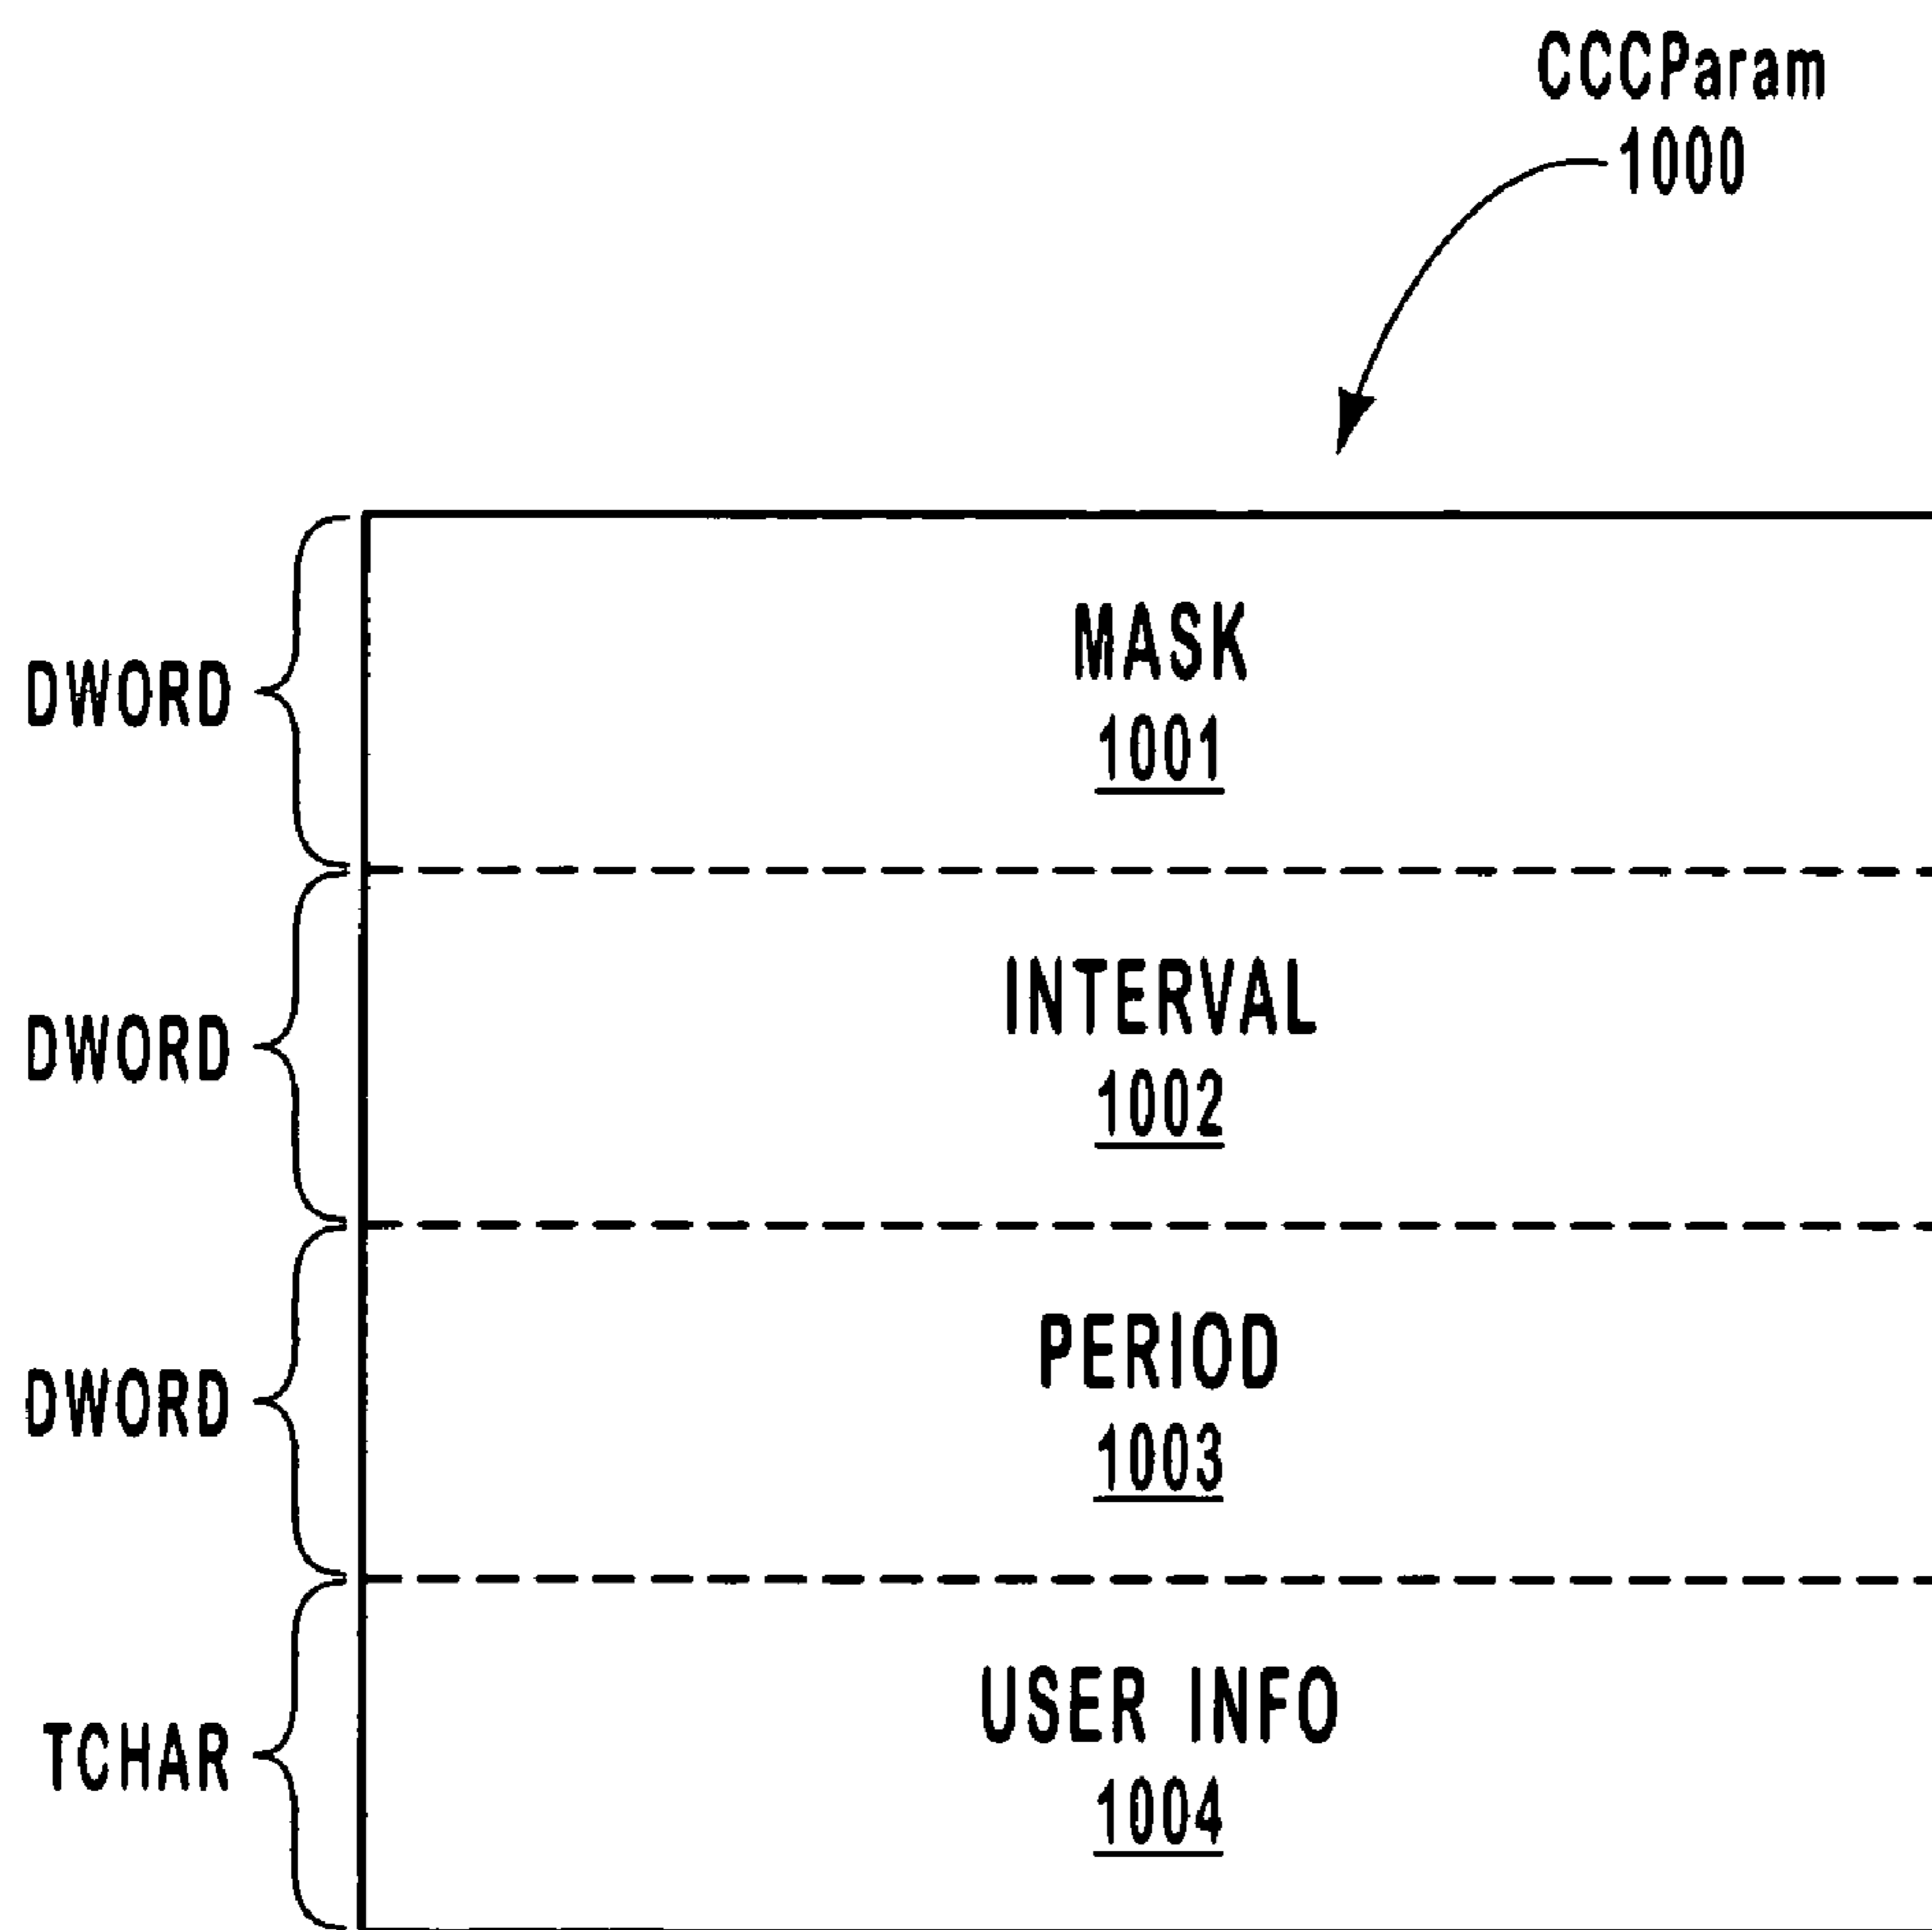 CCCParam
1000
DWORD
MASK
1001
DWORD
INTERVAL
1002
DWORD
PERIOD
1003
TCHAR
USER INFO
1004